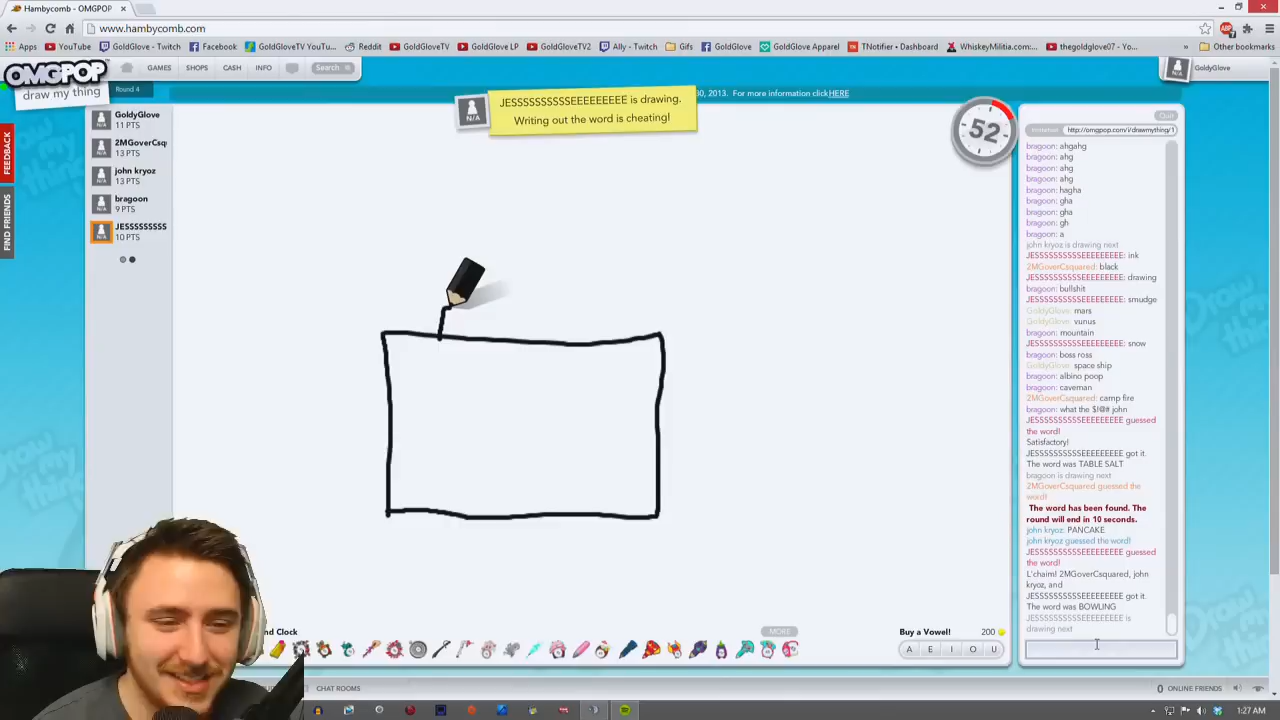 Hambycomb - OMGPOP
www.hambycomb.com
Apps
YouTube
GoldGlove - Twitch
Facebook
GoldGloveTV YouTu...
Reddit
GoldGloveTV
GoldGlove LP
GoldGloveTV2
Ally - Twitch
Gifs
GoldGlove
GoldGlove Apparel
TNotifier • Dashboard
WhiskeyMilitia.com:...
thegoldglove07 - Yo...
Other bookmarks
OMGPOP
GAMES
SHOPS
CASH
INFO
Search
GoldyGlove
draw my thing
Round 4
30, 2013. For more information click HERE
JESSSSSSSSSEEEEEEEEE is drawing.
Writing out the word is cheating!
N/A
52
Quit
Invitation
http://omgpop.com/i/drawmything/1
FEEDBACK
FIND FRIENDS
GoldyGlove
11 PTS
2MGoverCsq
13 PTS
john kryoz
13 PTS
bragoon
9 PTS
JESSSSSSSSS
10 PTS
bragoon: ahgahg
bragoon: ahg
bragoon: ahg
bragoon: ahg
bragoon: hagha
bragoon: gha
bragoon: gha
bragoon: gh
bragoon: a
john kryoz is drawing next
JESSSSSSSSSEEEEEEEEE: ink
2MGoverCsquared: black
JESSSSSSSSSEEEEEEEEE: drawing
bragoon: bullshit
JESSSSSSSSSEEEEEEEEE: smudge
GoldyGlove: mars
GoldyGlove: vunus
bragoon: mountain
JESSSSSSSSSEEEEEEEEE: snow
bragoon: boss ross
GoldyGlove: space ship
bragoon: albino poop
bragoon: caveman
2MGoverCsquared: camp fire
bragoon: what the $!@# john
JESSSSSSSSSEEEEEEEEE guessed
the word!
Satisfactory!
JESSSSSSSSSEEEEEEEEE got it.
The word was TABLE SALT
bragoon is drawing next
2MGoverCsquared guessed the
word!
The word has been found. The
round will end in 10 seconds.
john kryoz: PANCAKE
john kryoz guessed the word!
JESSSSSSSSSEEEEEEEEE guessed
the word!
L'chaim! 2MGoverCsquared, john
kryoz, and
JESSSSSSSSSEEEEEEEEE got it.
The word was BOWLING
JESSSSSSSSSEEEEEEEEE is
drawing next
nd Clock
MORE
Buy a Vowel!
200
A E I O U
CHAT ROOMS
0 ONLINE FRIENDS
1:27 AM